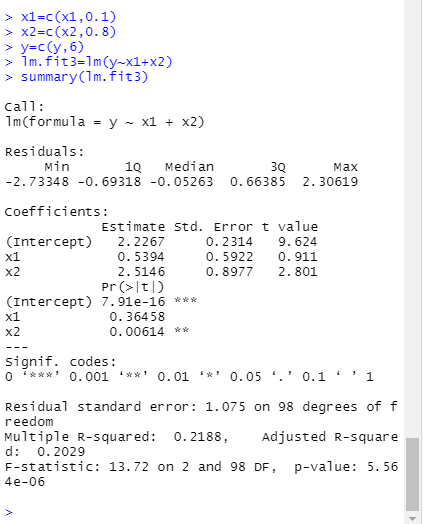 > x1=c(x1,0.1)
> x2=c(x2,0.8)
> y=c(y,6)
> lm.fit3=lm(y~x1+x2)
> summary(lm.fit3)
Call:
lm(formula = y ~ x1 + x2)
Residuals:
Min 1Q Median 3Q Max
-2.73348 -0.69318 -0.05263 0.66385 2.30619
Coefficients:
Estimate Std. Error t value
(Intercept) 2.2267 0.2314 9.624
x1 0.5394 0.5922 0.911
x2 2.5146 0.8977 2.801
Pr(>|t|)
(Intercept) 7.91e-16 ***
x1 0.36458
x2 0.00614 **
---
Signif. codes:
0 ‘***’ 0.001 ‘**’ 0.01 ‘*’ 0.05 ‘.’ 0.1 ‘ ’ 1
Residual standard error: 1.075 on 98 degrees of f
reedom
Multiple R-squared: 0.2188, Adjusted R-square
d: 0.2029
F-statistic: 13.72 on 2 and 98 DF, p-value: 5.56
4e-06
>